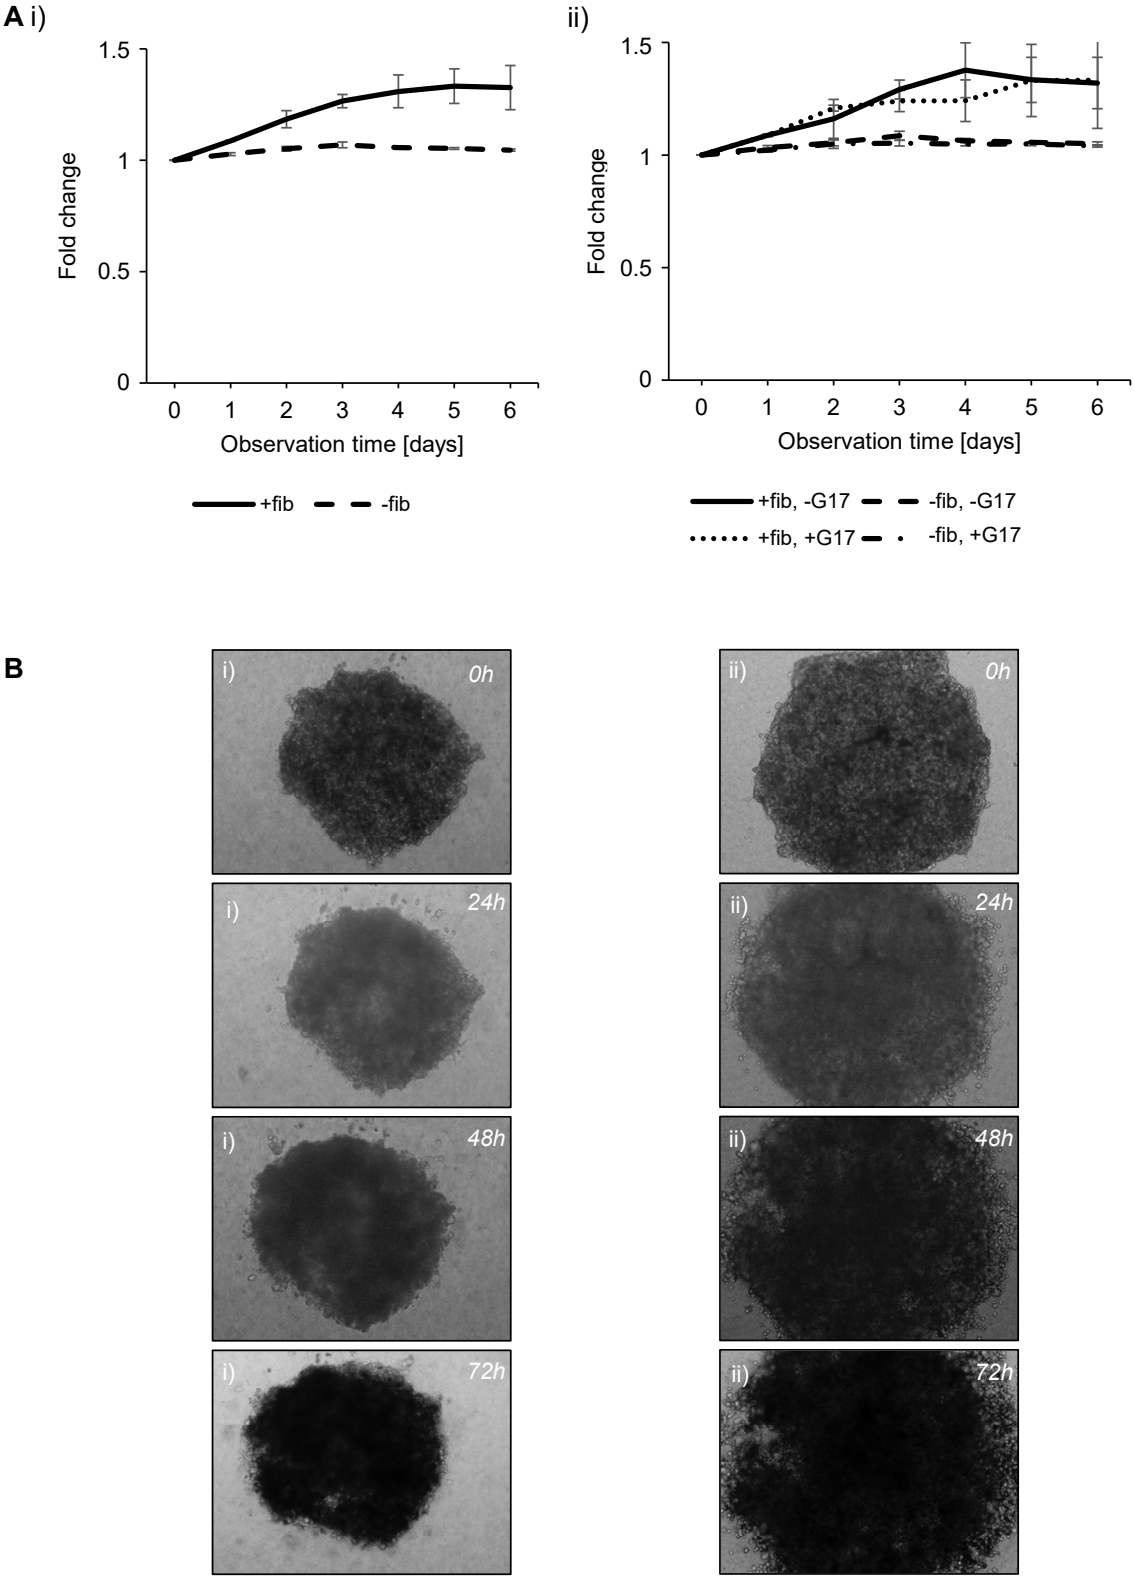 A i)
1.5
1
0.5
0
Fold change
0 1 2 3 4 5 6
Observation time [days]
+fib -fib
ii)
1.5
1
0.5
0
Fold change
0 1 2 3 4 5 6
Observation time [days]
+fib, -G17 -fib, -G17
+fib, +G17 -fib, +G17
B
i) 0h
ii) 0h
i) 24h
ii) 24h
i) 48h
ii) 48h
i) 72h
ii) 72h